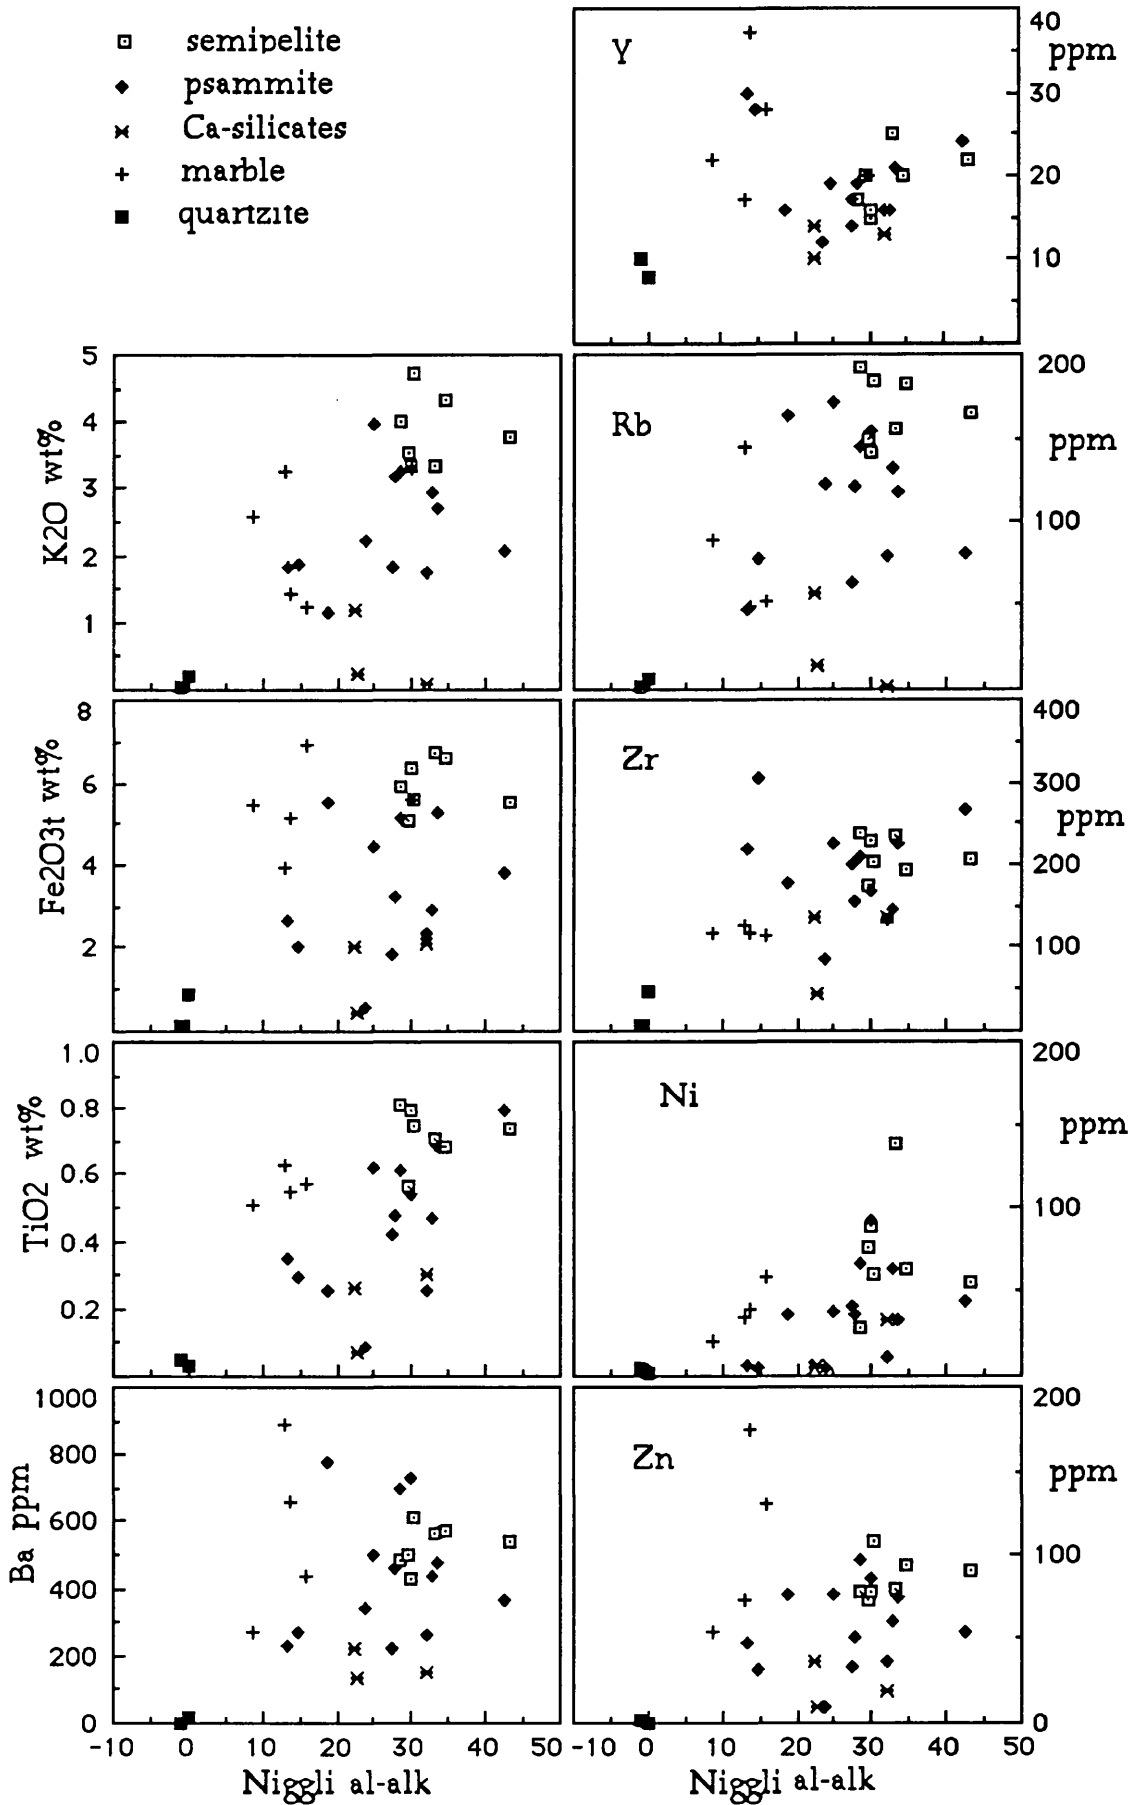 semipelite
psammite
Ca-silicates
marble
quartzite
Y
40
ppm
30
20
10
5
4
3
2
1
K2O wt%
Rb
200
ppm
100
8
6
4
2
Fe2O3t wt%
Zr
400
300
ppm
200
100
1.0
0.8
0.6
0.4
0.2
TiO2 wt%
Ni
200
ppm
100
1000
800
600
400
200
0
Ba ppm
Zn
200
ppm
100
0
-10 0 10 20 30 40 50
Niggli al-alk
-10 0 10 20 30 40 50
Niggli al-alk